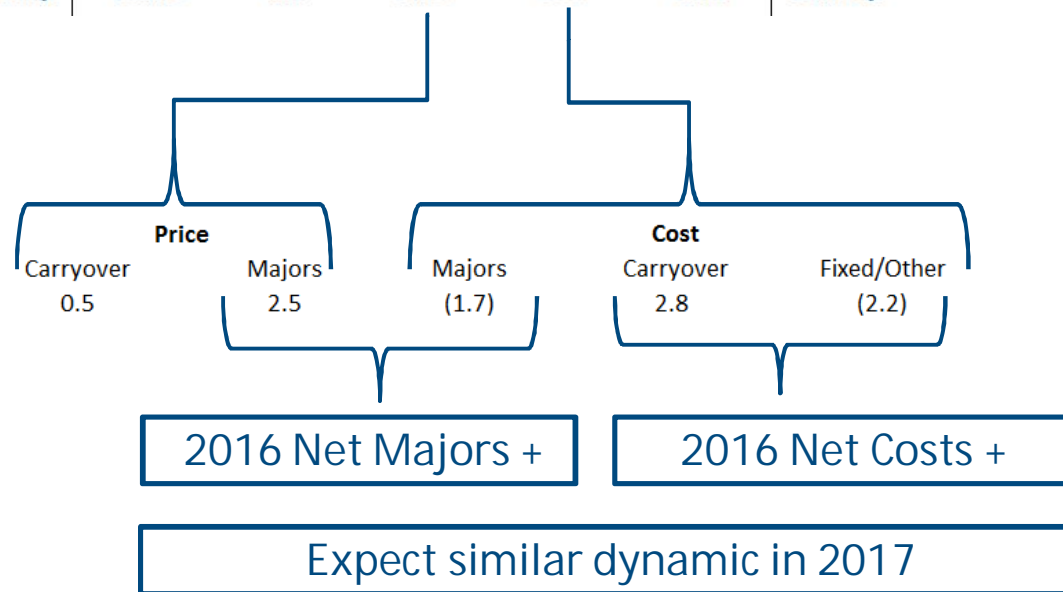 Price Cost
Carryover Majors Majors Carryover Fixed/Other
0.5 2.5 (1.7) 2.8 (2.2)
2016 Net Majors + 2016 Net Costs +
Expect similar dynamic in 2017